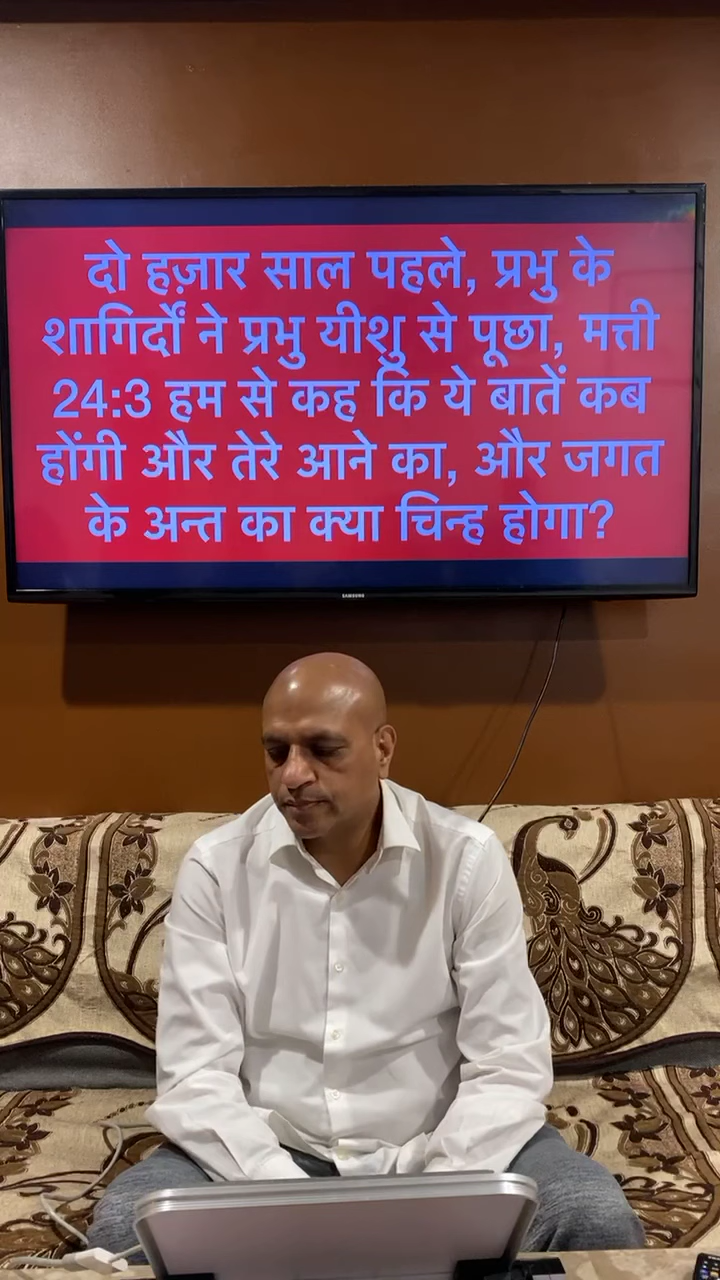 दो हज़ार साल पहले, प्रभु के
शागिर्दों ने प्रभु यीशु से पूछा, मत्ती
24:3 हम से कह कि ये बातें कब
होंगी और तेरे आने का, और जगत
के अन्त का क्या चिन्ह होगा?
SAMSUNG